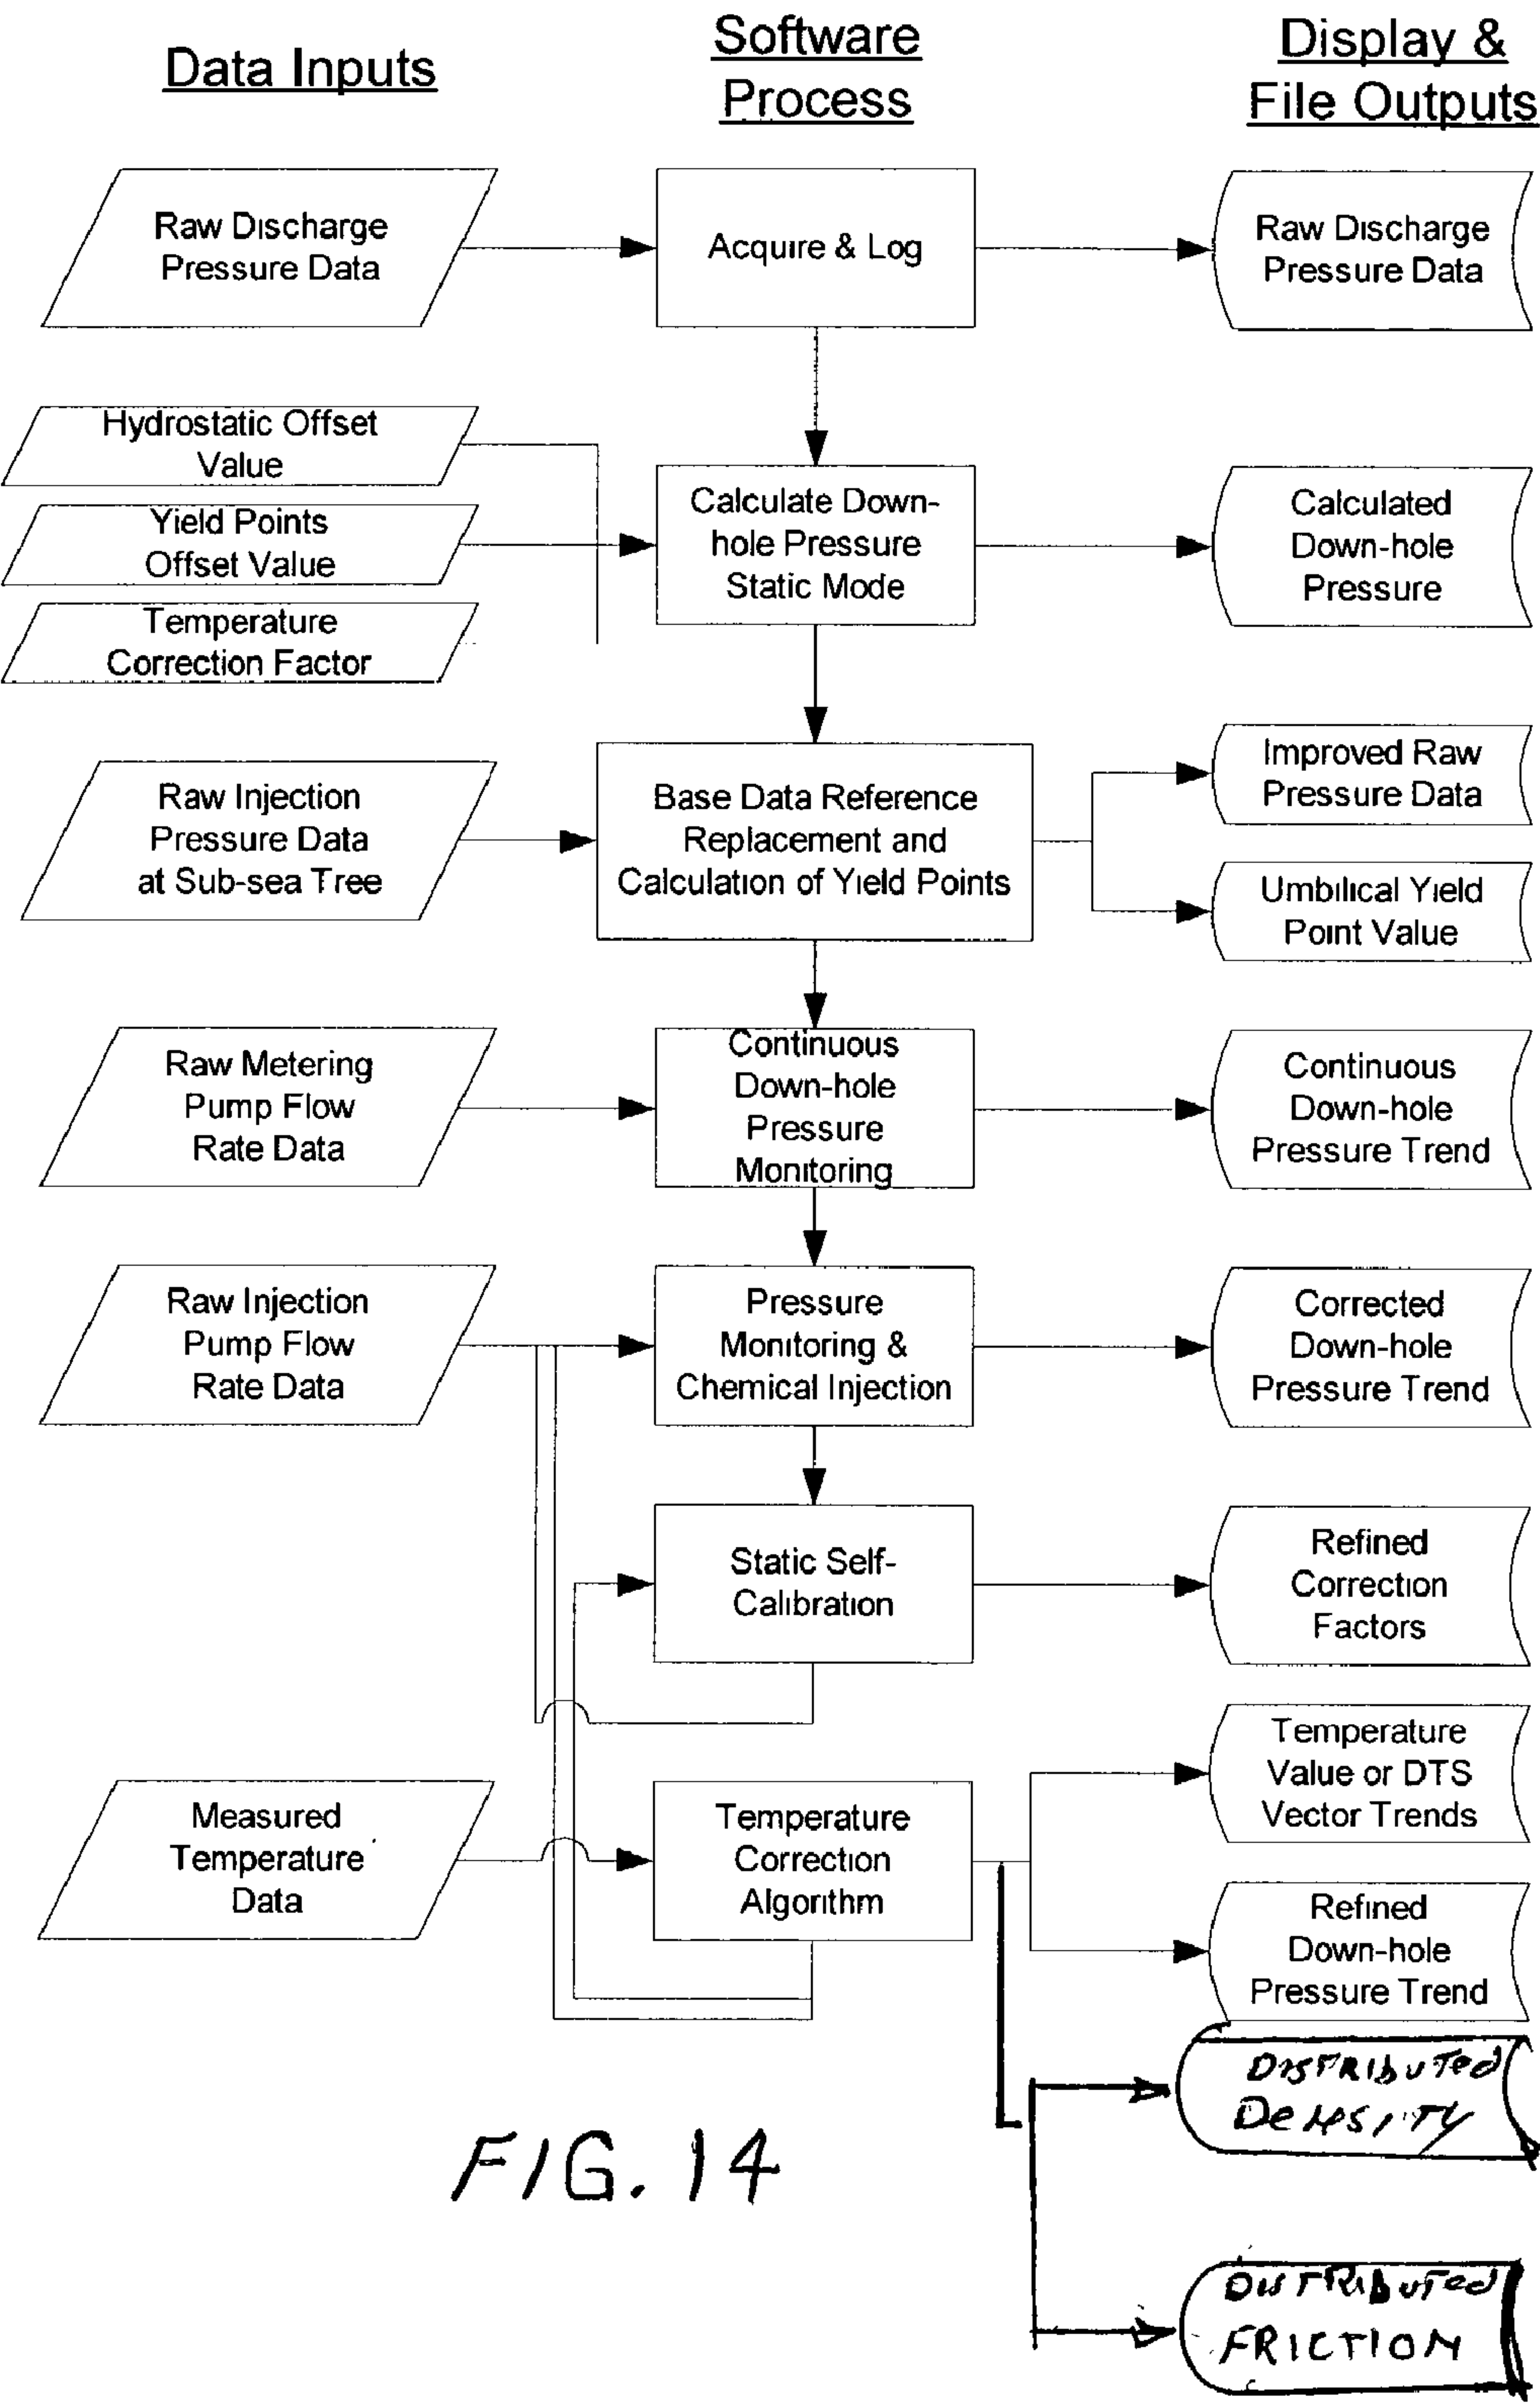 Data Inputs
Software
Process
Display &
File Outputs
Raw Discharge
Pressure Data
Acquire & Log
Raw Discharge
Pressure Data
Hydrostatic Offset
Value
Yield Points
Offset Value
Temperature
Correction Factor
Calculate Down-
hole Pressure
Static Mode
Calculated
Down-hole
Pressure
Raw Injection
Pressure Data
at Sub-sea Tree
Base Data Reference
Replacement and
Calculation of Yield Points
Improved Raw
Pressure Data
Umbilical Yield
Point Value
Raw Metering
Pump Flow
Rate Data
Continuous
Down-hole
Pressure
Monitoring
Continuous
Down-hole
Pressure Trend
Raw Injection
Pump Flow
Rate Data
Pressure
Monitoring &
Chemical Injection
Corrected
Down-hole
Pressure Trend
Static Self-
Calibration
Refined
Correction
Factors
Measured
Temperature
Data
Temperature
Correction
Algorithm
Temperature
Value or DTS
Vector Trends
Refined
Down-hole
Pressure Trend
DISTRIBUTED
DENSITY
DISTRIBUTED
FRICTION
FIG. 14